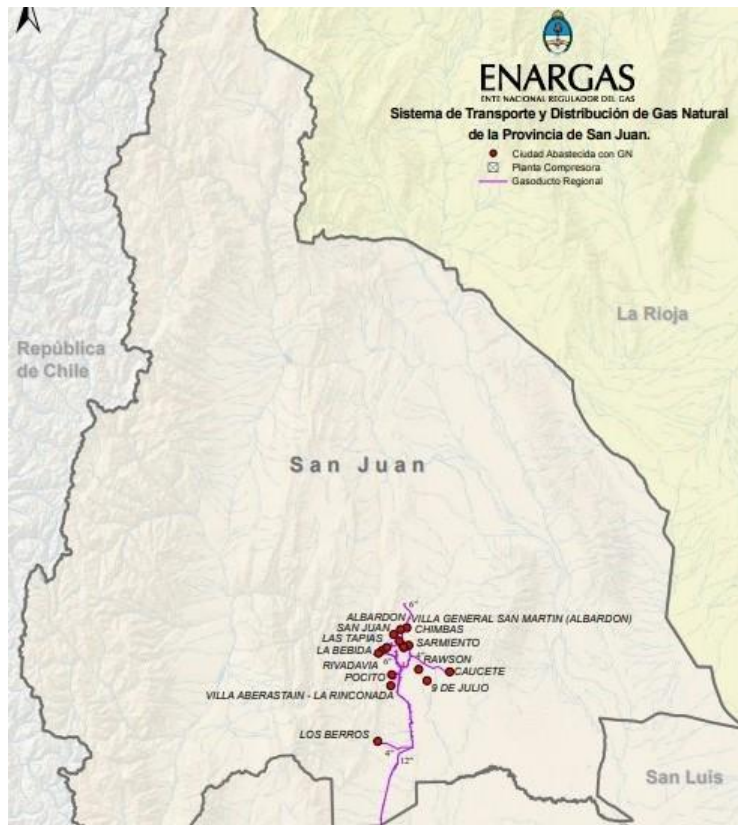 ENARGAS
ENTE NACIONAL REGULADOR DEL GAS
Sistema de Transporte y Distribución de Gas Natural
de la Provincia de San Juan.
Ciudad Abastecida con GN
Planta Compresora
Gasoducto Regional
La Rioja
República
de Chile
San Juan
6"
ALBARDON
VILLA GENERAL SAN MARTIN (ALBARDON)
SAN JUAN
CHIMBAS
LAS TAPIAS
SARMIENTO
LA BEBIDA
6"
4"
RAWSON
RIVADAVIA
CAUCETE
POCITO
9 DE JULIO
VILLA ABERASTAIN - LA RINCONADA
LOS BERROS
4"
12"
San Luis